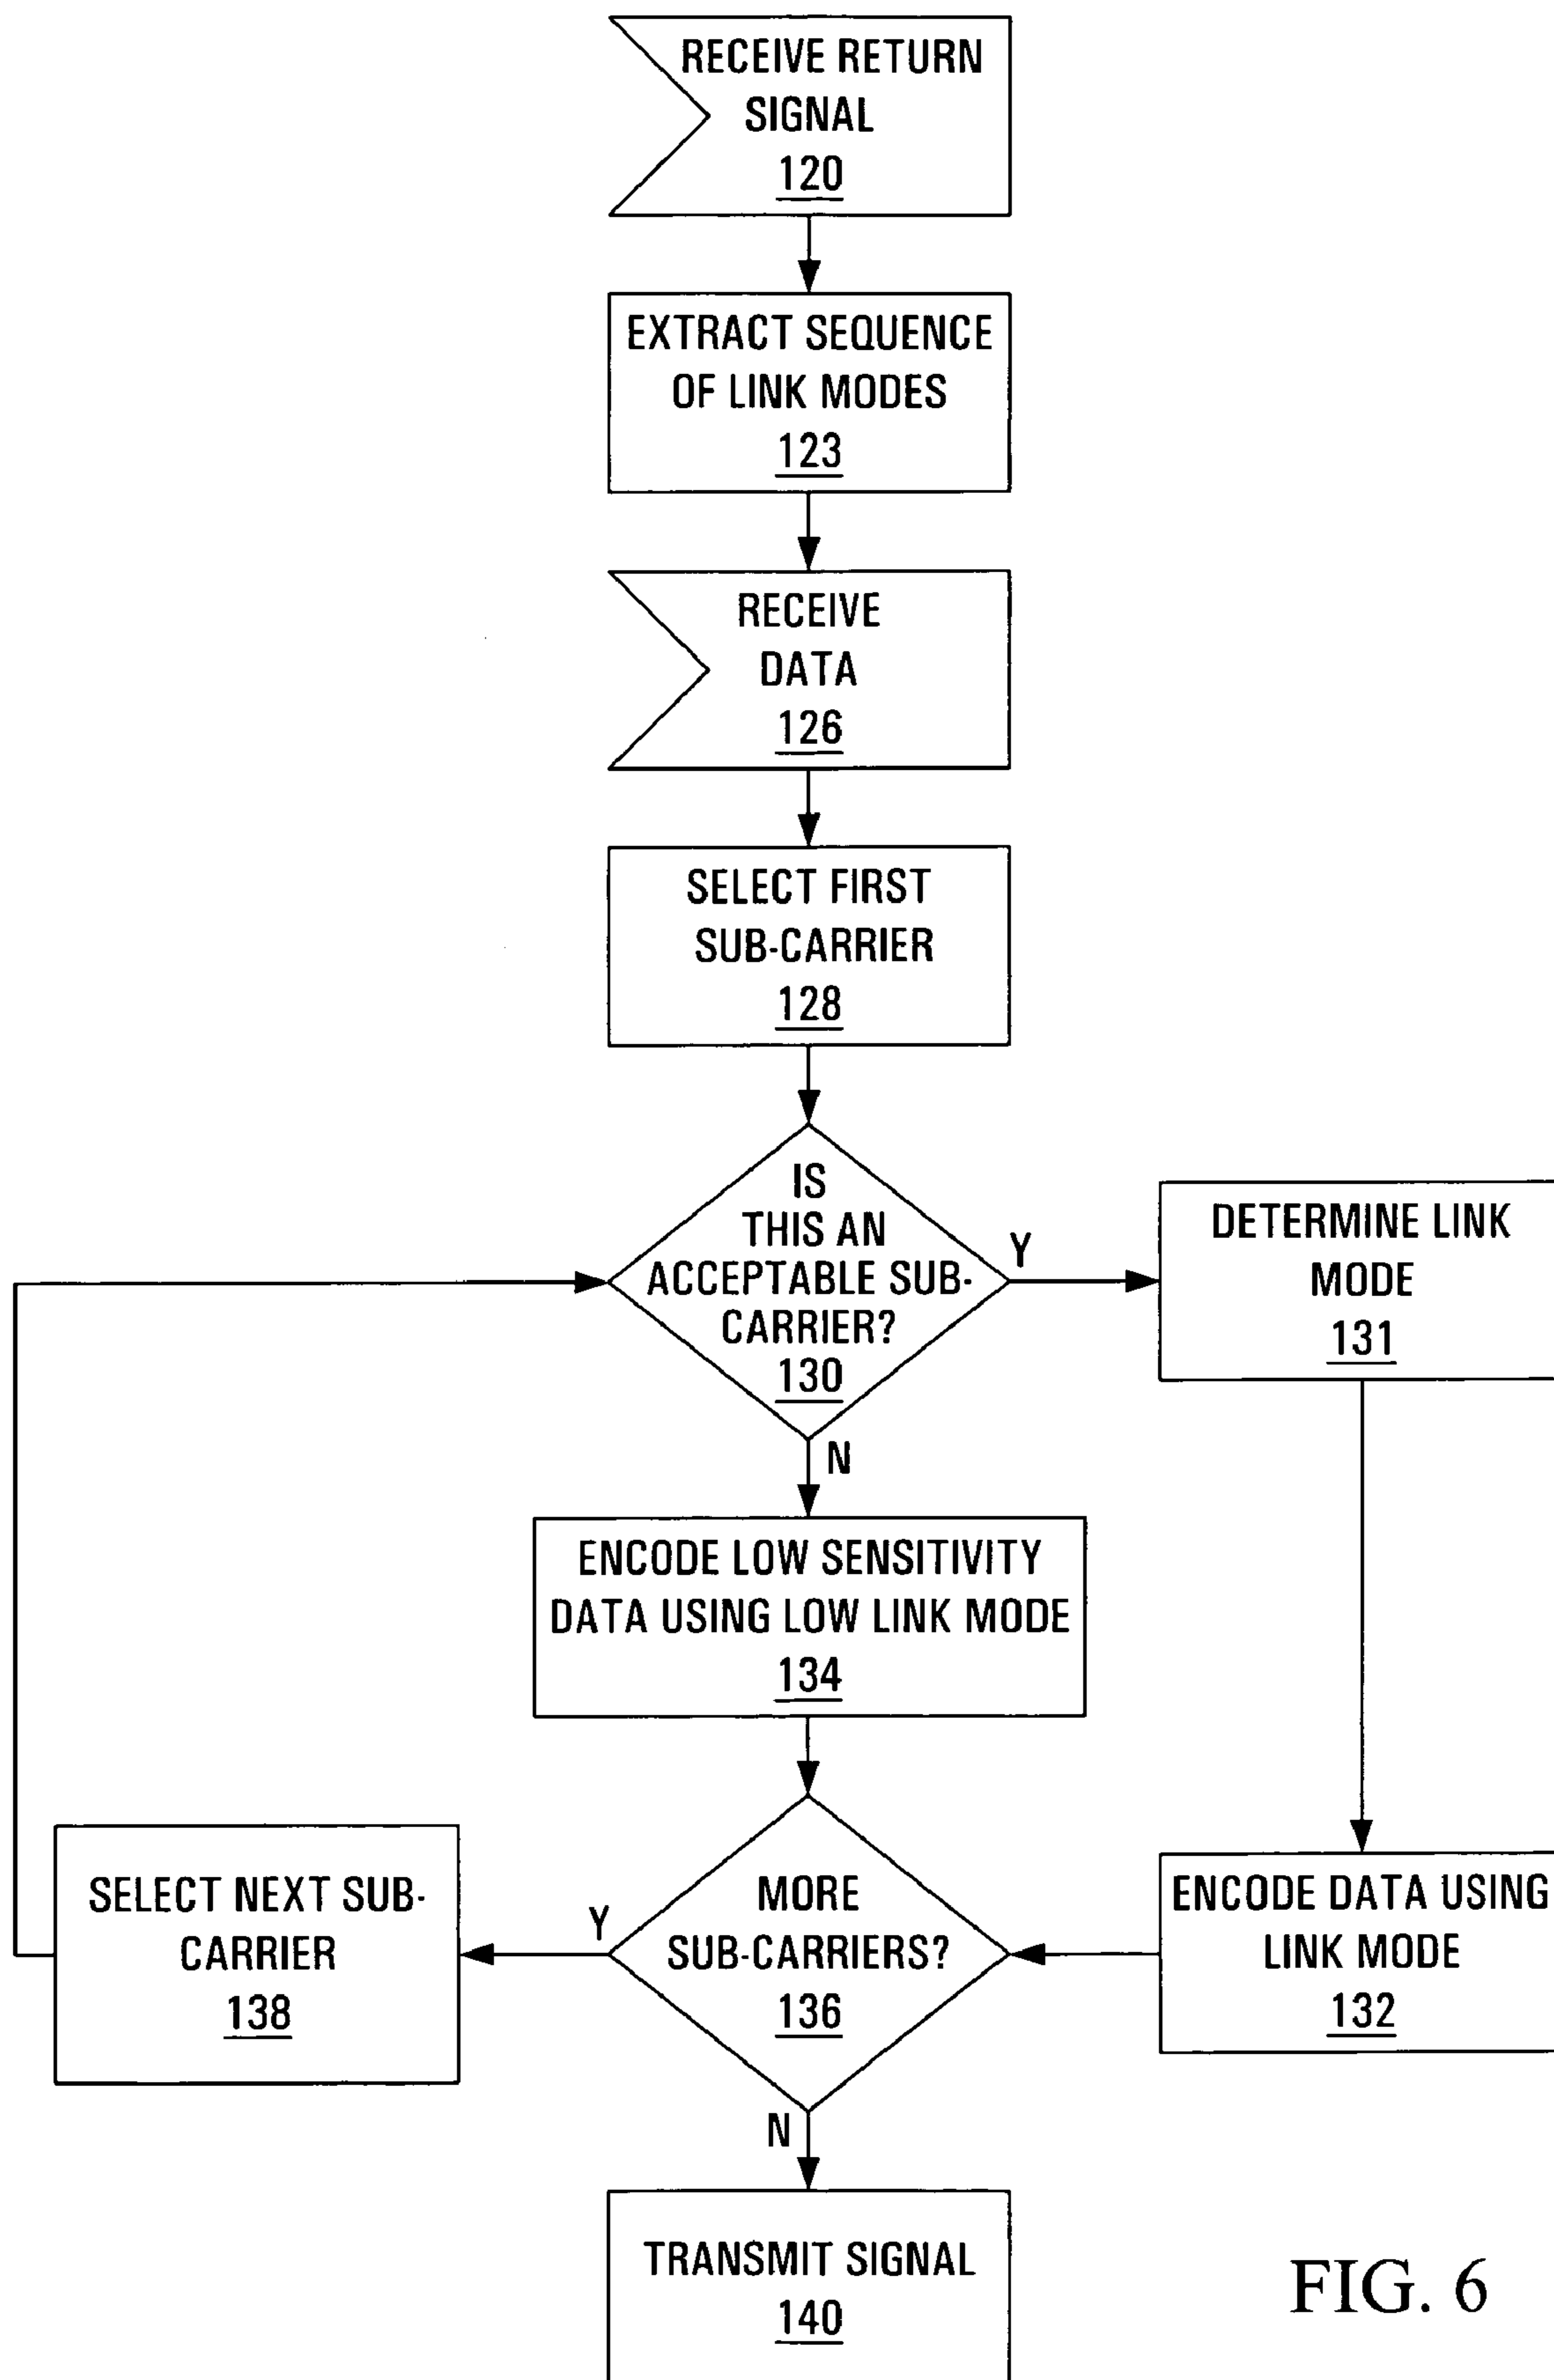 RECEIVE RETURN
SIGNAL
120
EXTRACT SEQUENCE
OF LINK MODES
123
RECEIVE
DATA
126
SELECT FIRST
SUB-CARRIER
128
IS
THIS AN
ACCEPTABLE SUB-
CARRIER?
130
Y
DETERMINE LINK
MODE
131
N
ENCODE LOW SENSITIVITY
DATA USING LOW LINK MODE
134
SELECT NEXT SUB-
CARRIER
138
Y
MORE
SUB-CARRIERS?
136
ENCODE DATA USING
LINK MODE
132
N
TRANSMIT SIGNAL
140
FIG. 6